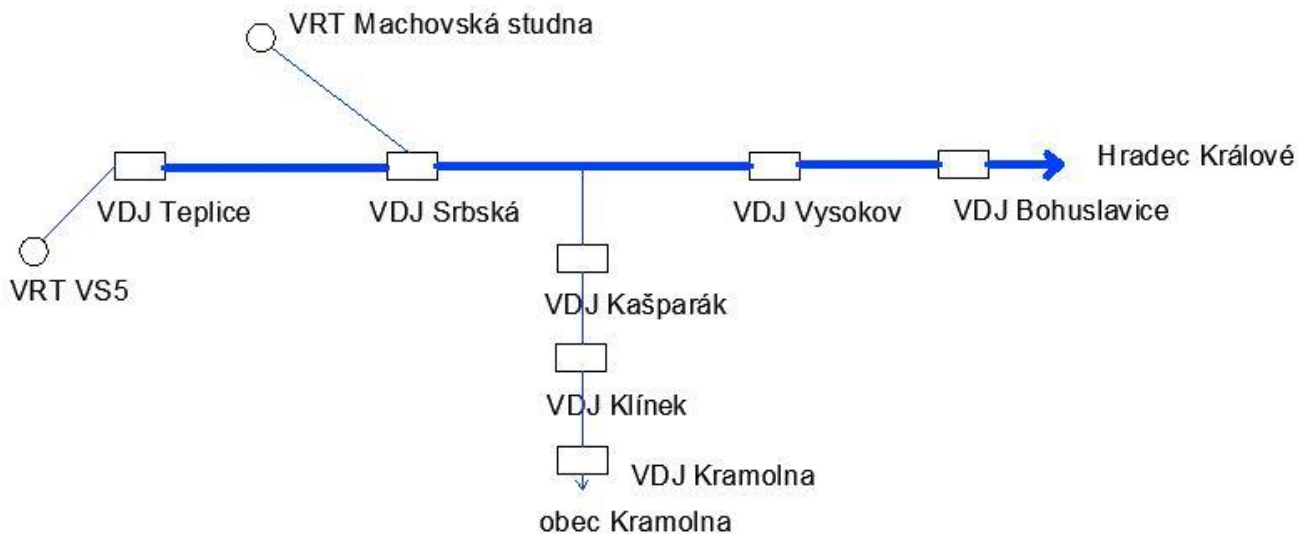 VRT Machovská studna
Hradec Králové
VDJ Teplice
VDJ Srbská
VDJ Vysokov
VDJ Bohuslavice
VRT VS5
VDJ Kašparák
VDJ Klínek
VDJ Kramolna
obec Kramolna